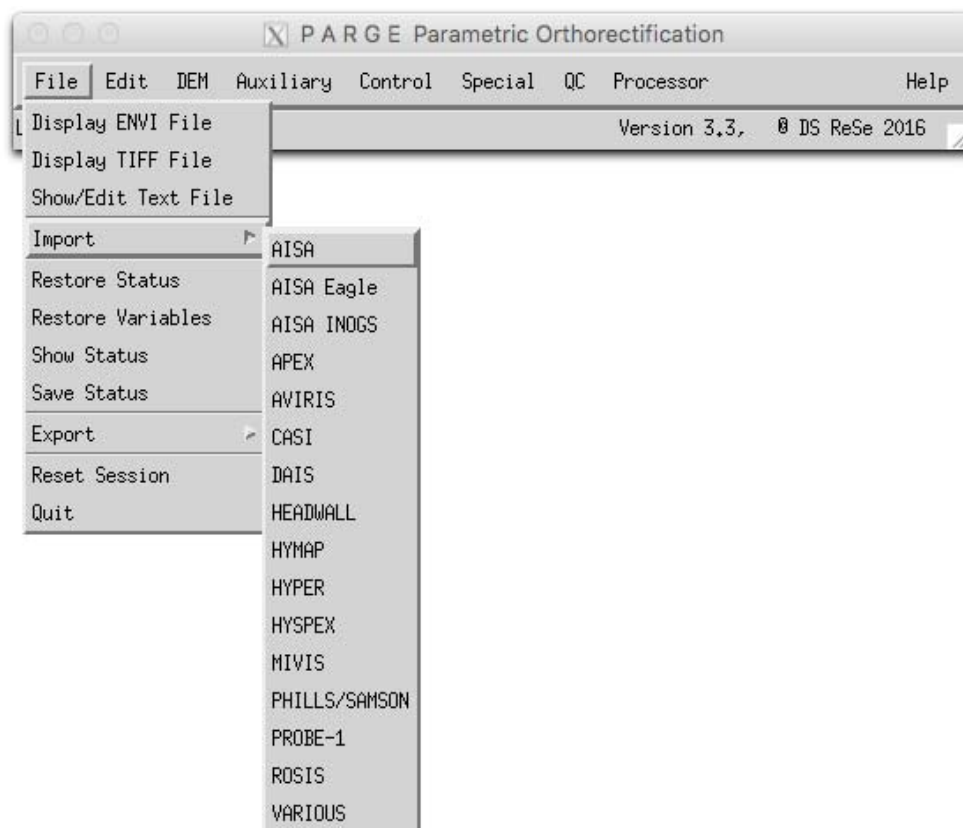 X PARGE Parametric Orthorectification
File Edit DEM Auxiliary Control Special QC Processor Help
Version 3.3, @ DS ReSe 2016
Display ENVI File
Display TIFF File
Show/Edit Text File
Import
Restore Status
Restore Variables
Show Status
Save Status
Export
Reset Session
Quit
AISA
AISA Eagle
AISA INOGS
APEX
AVIRIS
CASI
DAIS
HEADWALL
HYMAP
HYPER
HYSPEX
MIVIS
PHILLS/SAMSON
PROBE-1
ROSIS
VARIOUS